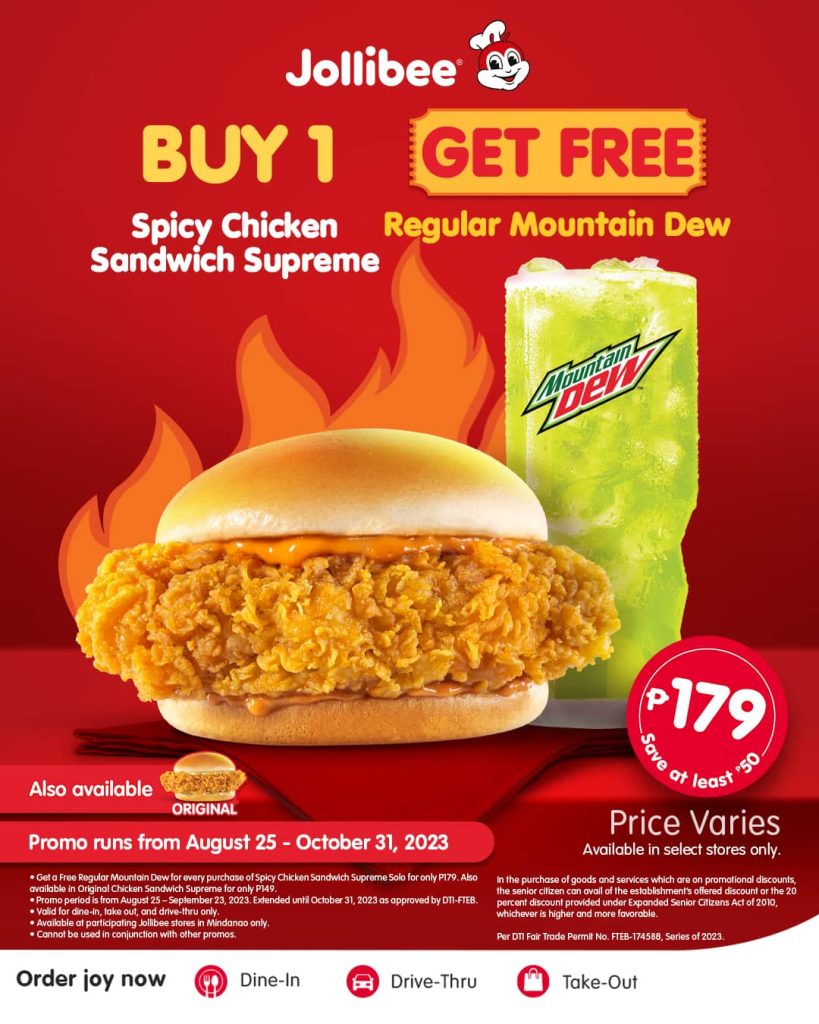 Jollibee®
BUY 1
GET FREE
Spicy Chicken
Sandwich Supreme
Regular Mountain Dew
Mountain
Dew™
₱179
Save at least ₱50
Also available
ORIGINAL
Promo runs from August 25 - October 31, 2023
Price Varies
Available in select stores only.
• Get a Free Regular Mountain Dew for every purchase of Spicy Chicken Sandwich Supreme Solo for only P179. Also
available in Original Chicken Sandwich Supreme for only P149.
• Promo period is from August 25 – September 23, 2023. Extended until October 31, 2023 as approved by DTI-FTEB.
• Valid for dine-in, take out, and drive-thru only.
• Available at participating Jollibee stores in Mindanao only.
• Cannot be used in conjunction with other promos.
In the purchase of goods and services which are on promotional discounts,
the senior citizen can avail of the establishment's offered discount or the 20
percent discount provided under Expanded Senior Citizens Act of 2010,
whichever is higher and more favorable.
Per DTI Fair Trade Permit No. FTEB-174588, Series of 2023.
Order joy now
Dine-In
Drive-Thru
Take-Out